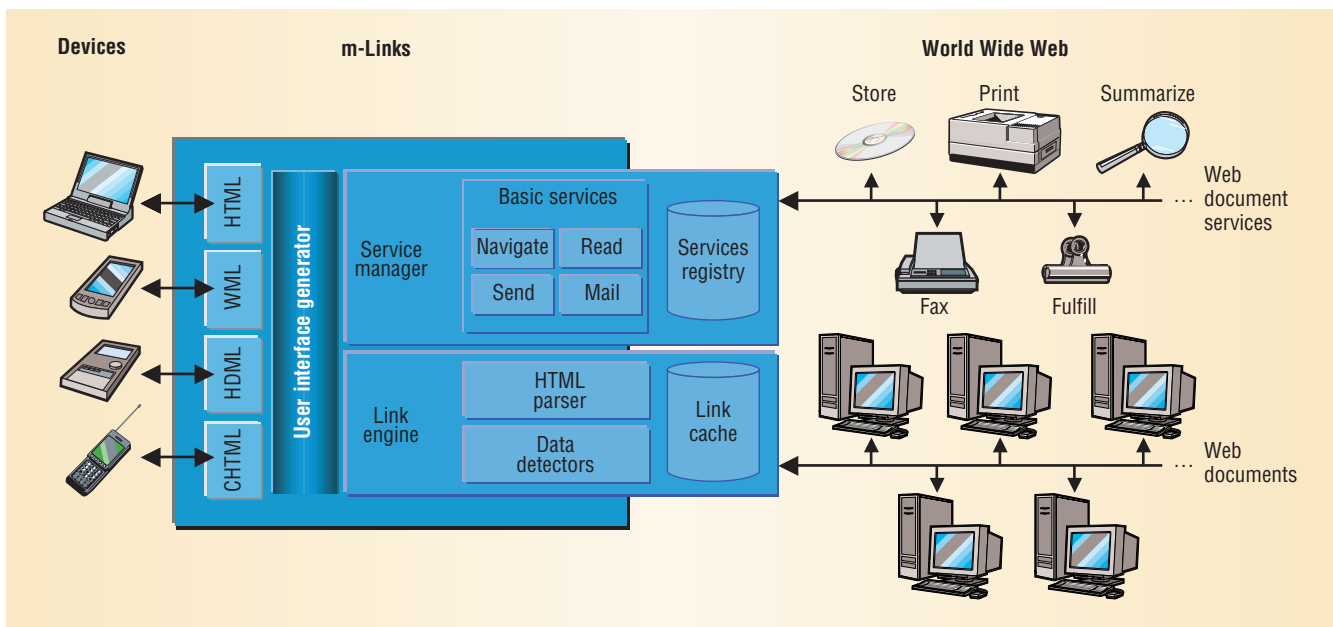 Devices
m-Links
World Wide Web
Store
Print
Summarize
HTML
WML
HDML
CHTML
User interface generator
Service
manager
Basic services
Navigate
Read
Send
Mail
Services
registry
Link
engine
HTML
parser
Data
detectors
Link
cache
... Web
document
services
Fax
Fulfill
... Web
documents